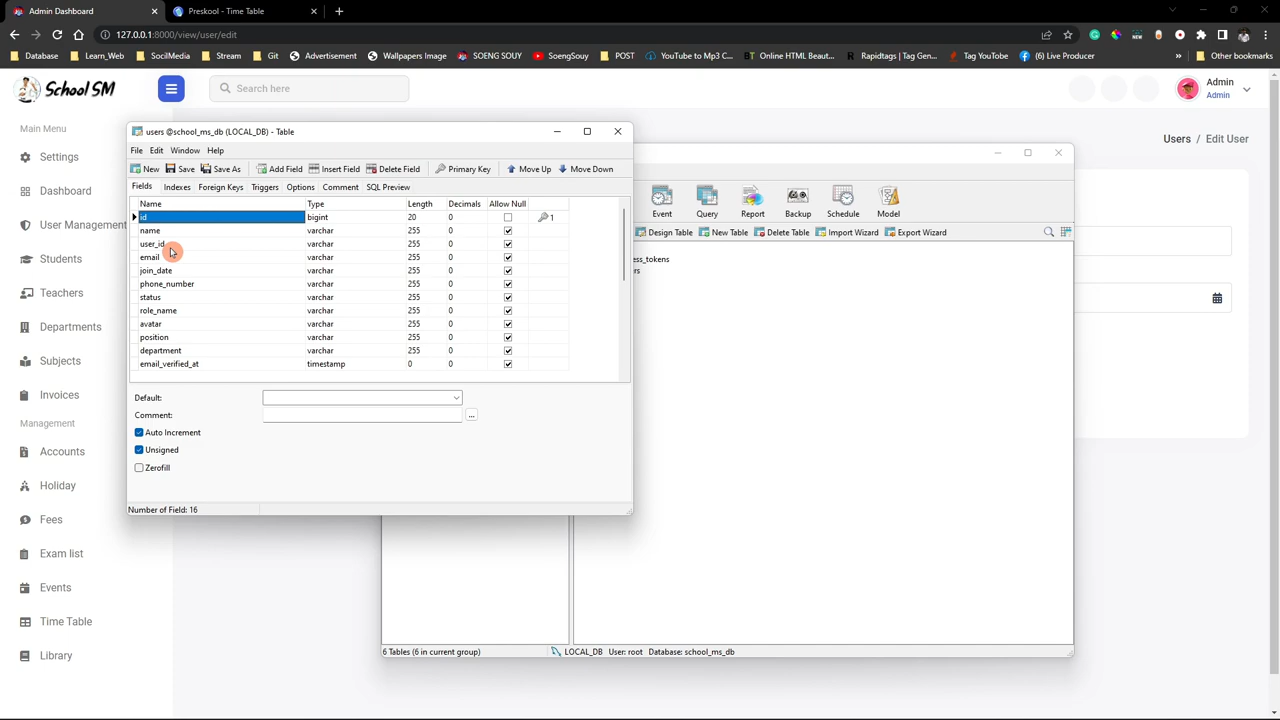 Admin Dashboard
Preskool - Time Table
127.0.0.1:8000/view/user/edit
Database Learn_Web SocilMedia Stream Git Advertisement Wallpapes Image SOENG SOUY SoengSouy POST YouTube to Mp3 C... Online HTML Beaut... Rapidtags | Tag Gen... Tag YouTube (6) Live Producer » Other bookmarks
School SM
Search here
Admin
Admin
Main Menu
Settings
Dashboard
User Management
Students
Teachers
Departments
Subjects
Invoices
Management
Accounts
Holiday
Fees
Exam list
Events
Time Table
Library
Users / Edit User
users @school_ms_db (LOCAL_DB) - Table
File Edit Window Help
New Save Save As Add Field Insert Field Delete Field Primary Key Move Up Move Down
Fields Indexes Foreign Keys Triggers Options Comment SQL Preview
Name Type Length Decimals Allow Null
id bigint 20 0 1
name varchar 255 0
user_id varchar 255 0
email varchar 255 0
join_date varchar 255 0
phone_number varchar 255 0
status varchar 255 0
role_name varchar 255 0
avatar varchar 255 0
position varchar 255 0
department varchar 255 0
email_verified_at timestamp 0 0
Default:
Comment:
...
Auto Increment
Unsigned
Zerofill
Number of Field: 16
Event Query Report Backup Schedule Model
Design Table New Table Delete Table Import Wizard Export Wizard
ess_tokens
rs
6 Tables (6 in current group) LOCAL_DB User: root Database: school_ms_db